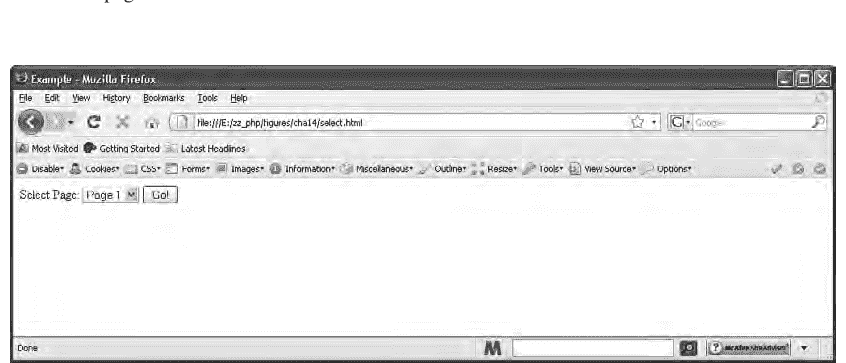 Example - Mozilla Firefox
File Edit View History Bookmarks Tools Help
file:///E:/zz_php/figures/cha14/select.html
G Google
Most Visited Getting Started Latest Headlines
Disable Cookies CSS Forms Images Information Miscellaneous Outline Resize Tools View Source Options
Select Page: Page 1 Go!
Done
M